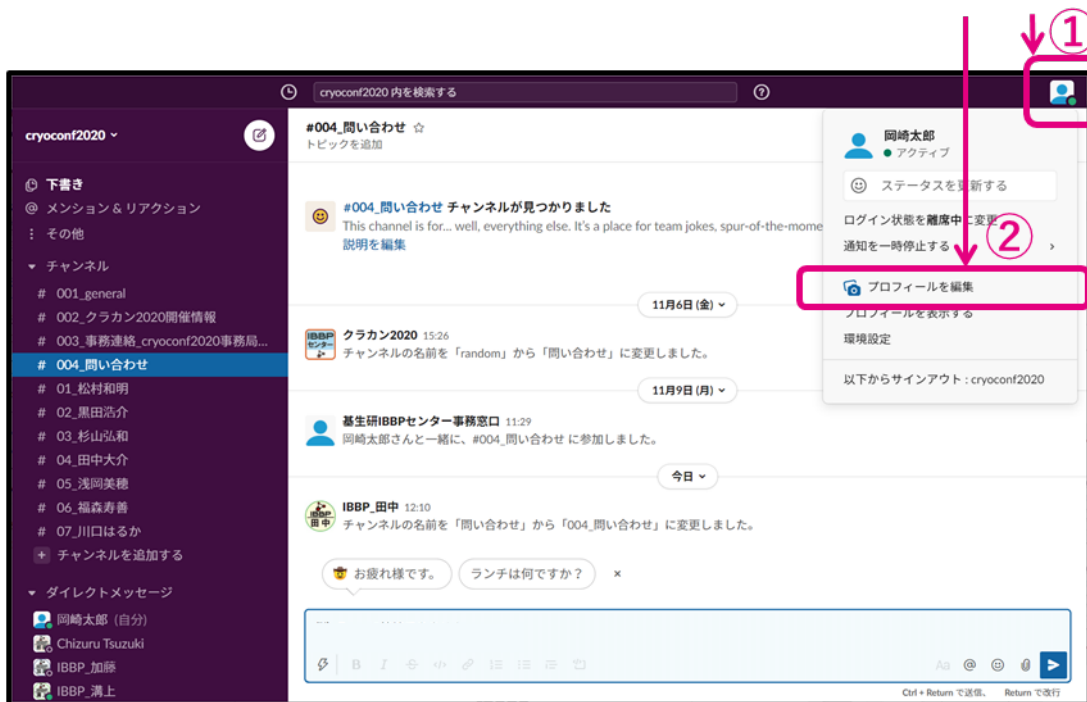 ①
cryoconf2020 内を検索する
cryoconf2020
下書き
@ メンション & リアクション
その他
チャンネル
# 001_general
# 002_クラカン2020開催情報
# 003_事務連絡_cryoconf2020事務局...
# 004_問い合わせ
# 01_松村和明
# 02_黒田浩介
# 03_杉山弘和
# 04_田中大介
# 05_浅岡美穂
# 06_福森寿善
# 07_川口はるか
+ チャンネルを追加する
ダイレクトメッセージ
岡崎太郎 (自分)
Chizuru Tsuzuki
IBBP_加藤
IBBP_溝上
#004_問い合わせ ☆
トピックを追加
#004_問い合わせ チャンネルが見つかりました
This channel is for... well, everything else. It's a place for team jokes, spur-of-the-mome
説明を編集
11月6日 (金)
IBBP センター
クラカン2020 15:26
チャンネルの名前を「random」から「問い合わせ」に変更しました。
11月9日 (月)
基生研IBBPセンター事務窓口 11:29
岡崎太郎さんと一緒に、#004_問い合わせ に参加しました。
今日
IBBP 田中
IBBP_田中 12:10
チャンネルの名前を「問い合わせ」から「004_問い合わせ」に変更しました。
お疲れ様です。
ランチは何ですか？ ×
B I
Aa @
Ctrl + Return で送信、 Return で改行
岡崎太郎
アクティブ
ステータスを更新する
ログイン状態を離席中に変更
通知を一時停止する
②
プロフィールを編集
プロフィールを表示する
環境設定
以下からサインアウト : cryoconf2020